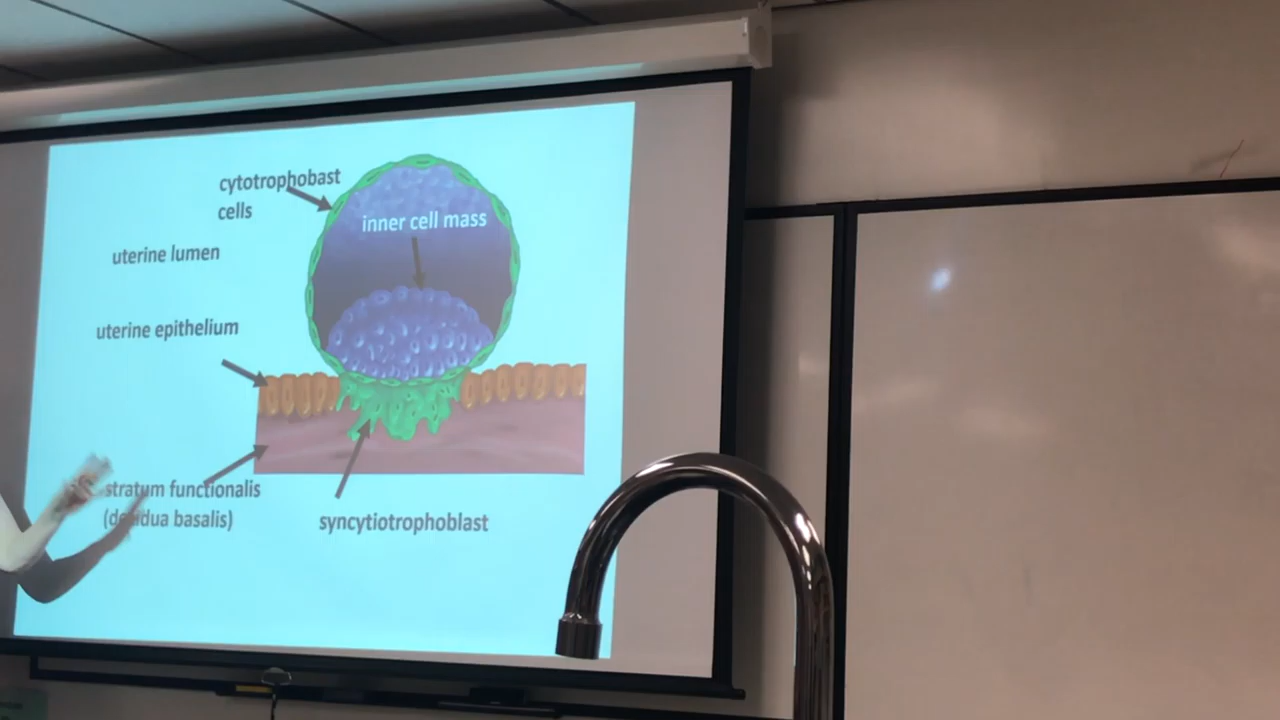 cytotrophobast
cells
inner cell mass
uterine lumen
uterine epithelium
stratum functionalis
(decidua basalis)
syncytiotrophoblast